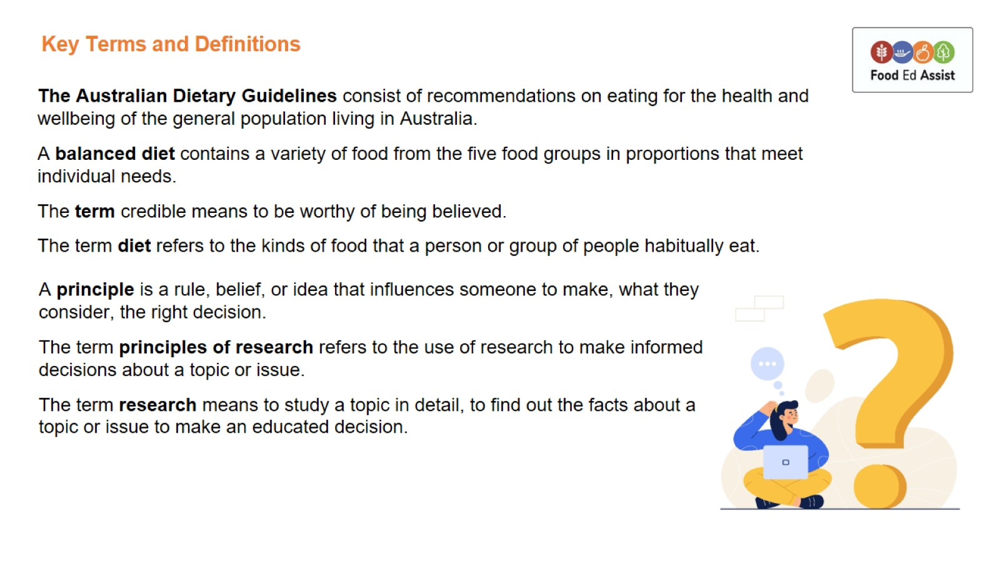 Key Terms and Definitions
Food Ed Assist
The Australian Dietary Guidelines consist of recommendations on eating for the health and
wellbeing of the general population living in Australia.
A balanced diet contains a variety of food from the five food groups in proportions that meet
individual needs.
The term credible means to be worthy of being believed.
The term diet refers to the kinds of food that a person or group of people habitually eat.
A principle is a rule, belief, or idea that influences someone to make, what they
consider, the right decision.
The term principles of research refers to the use of research to make informed
decisions about a topic or issue.
The term research means to study a topic in detail, to find out the facts about a
topic or issue to make an educated decision.